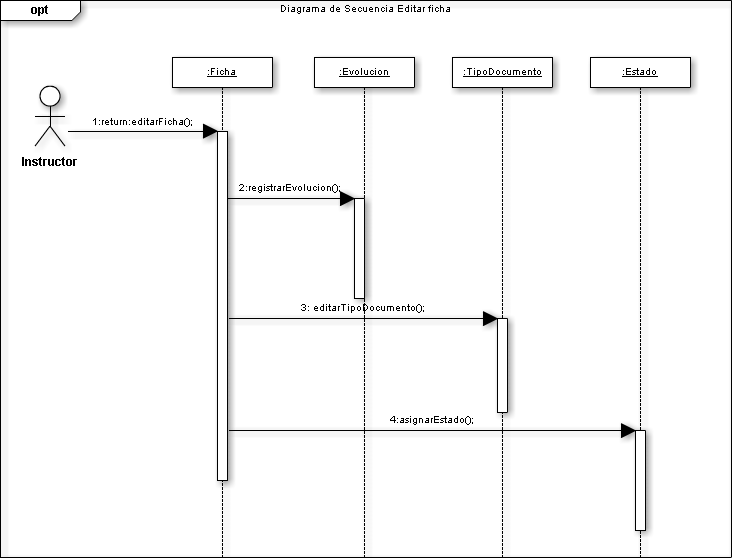 opt
Diagrama de Secuencia Editar ficha
:Ficha
:Evolucion
:TipoDocumento
:Estado
1:return:editarFicha();
Instructor
2:registrarEvolucion();
3: editarTipoDocumento();
4:asignarEstado();